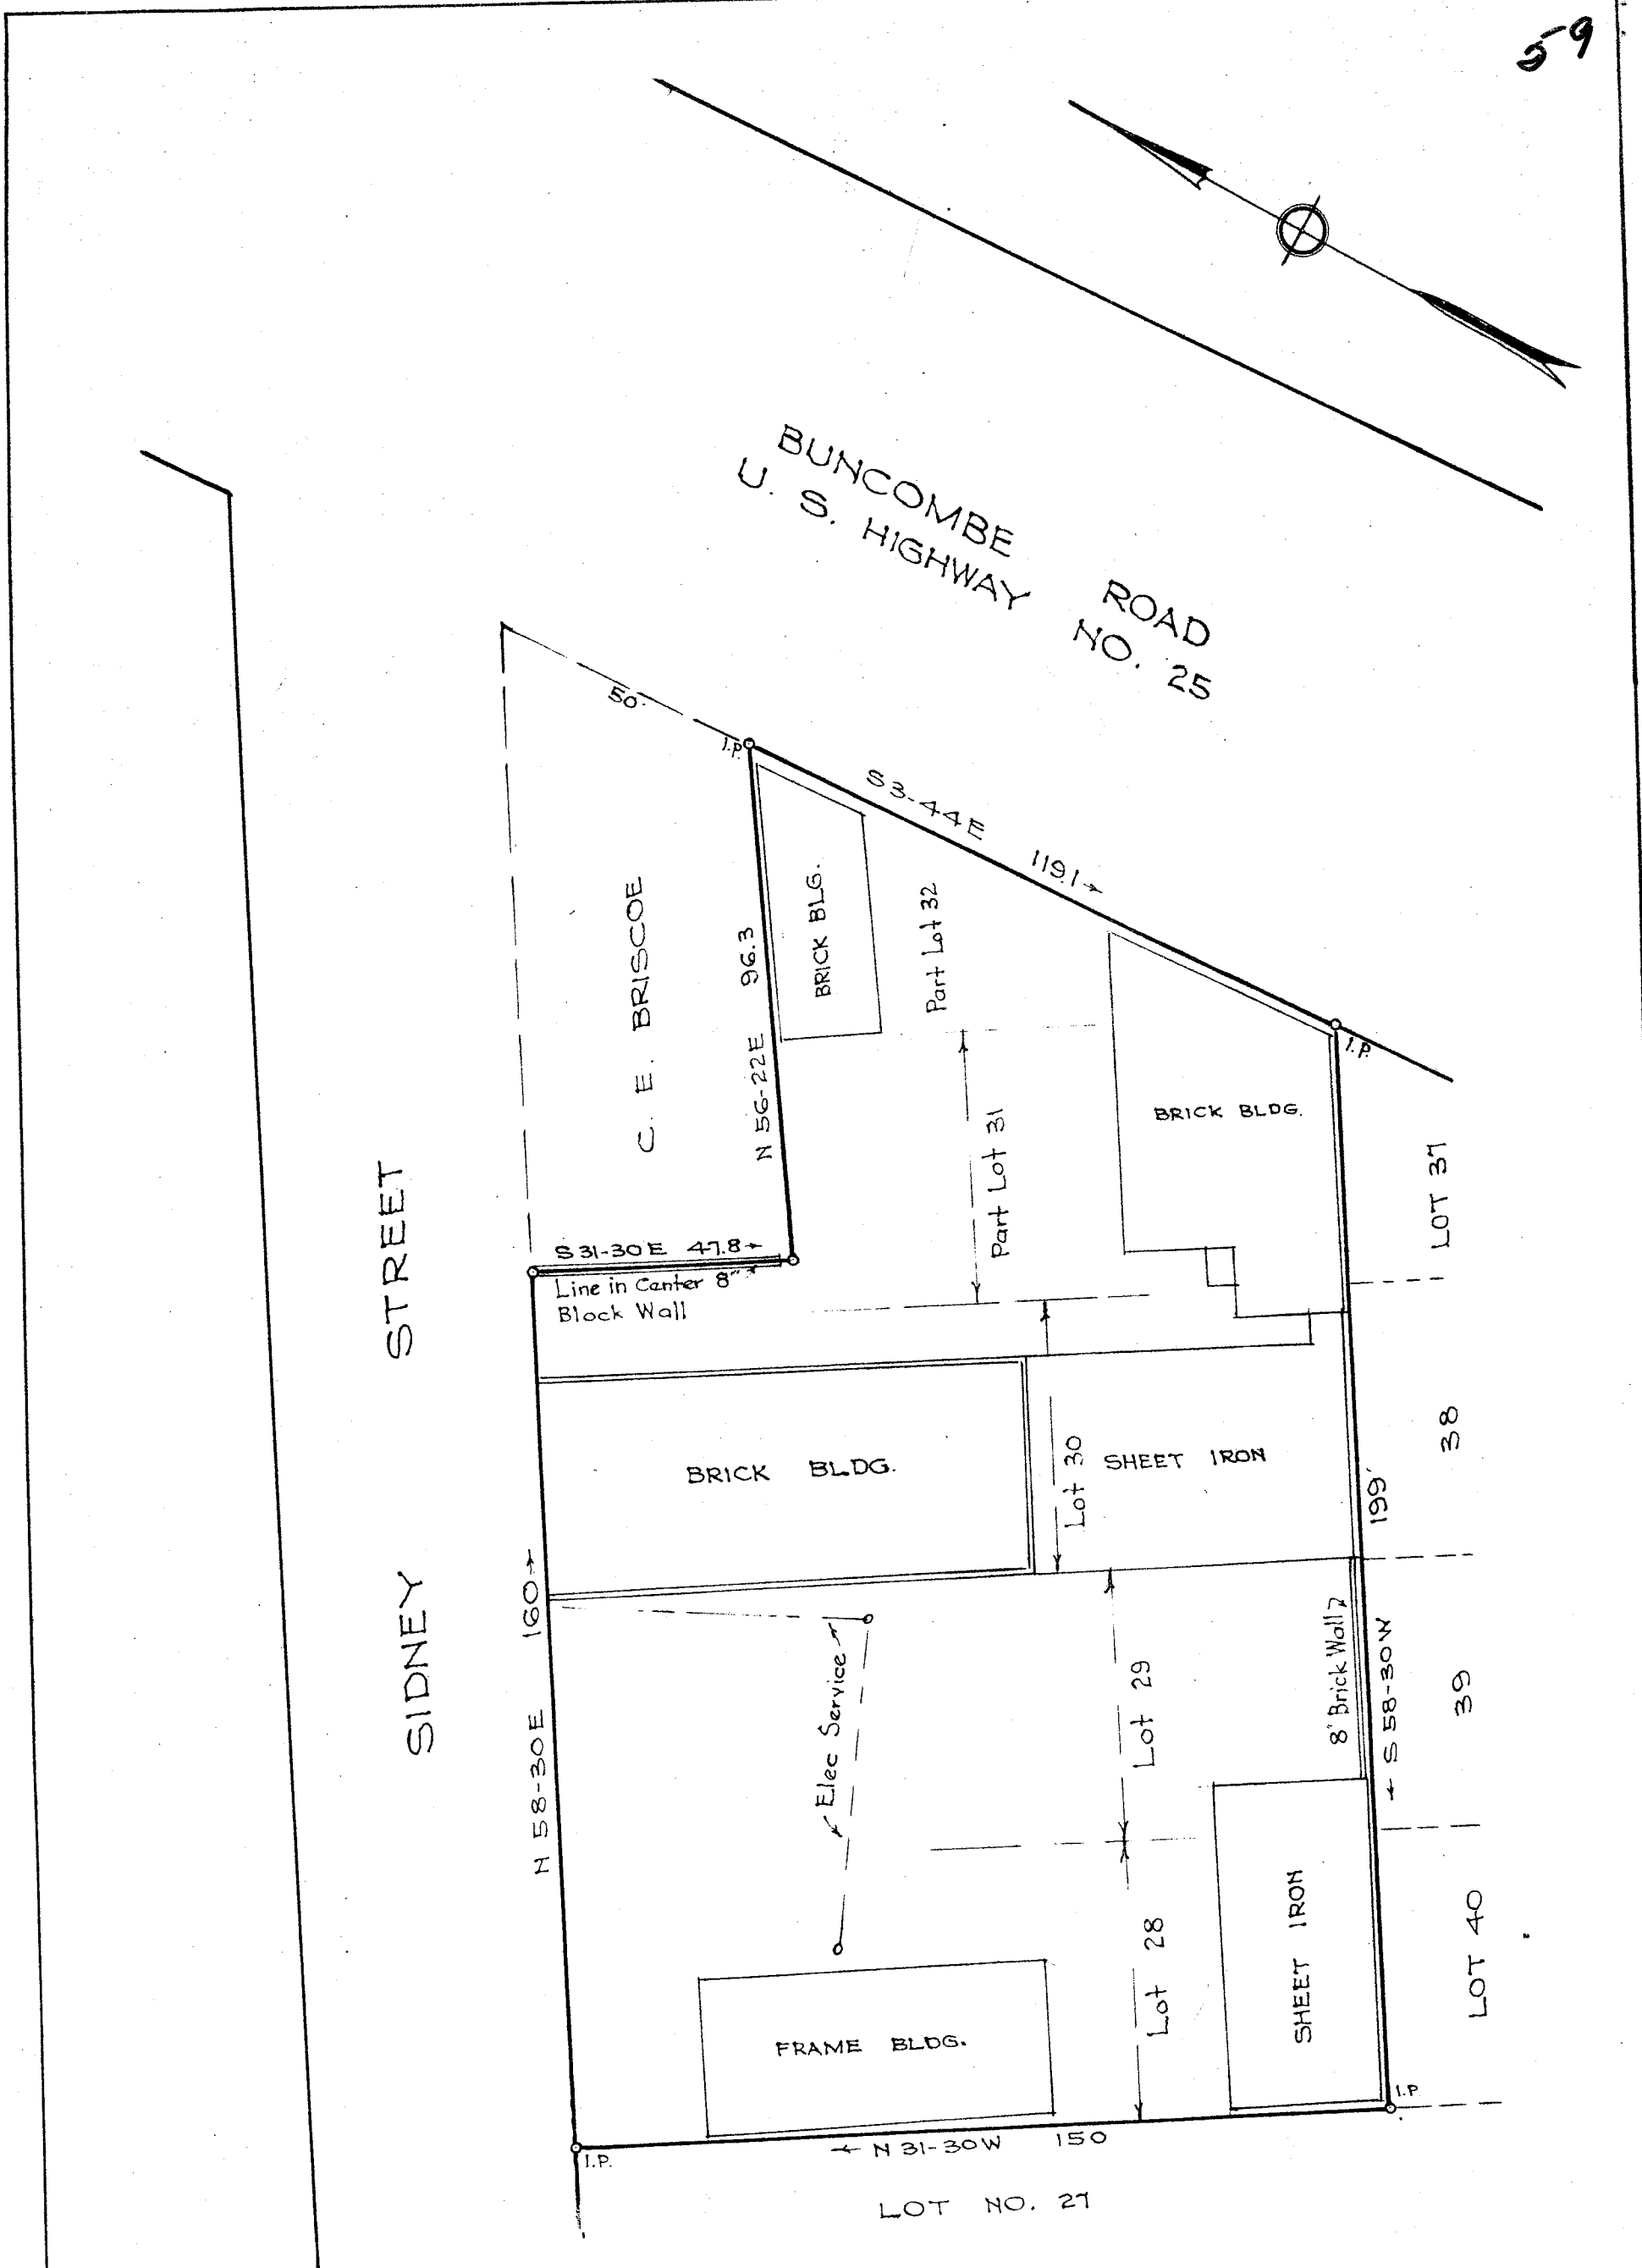 59
BUNCOMBE ROAD
U. S. HIGHWAY NO. 25
50'
I.P.
S 3-44 E 119.1 →
C. E. BRISCOE
N 56-22 E 96.3
BRICK BLG.
Part Lot 32
I.P.
BRICK BLDG.
Part Lot 31
LOT 37
S 31-30 E 47.8 →
Line in Center 8"
Block Wall
SIDNEY STREET
BRICK BLDG.
Lot 30
SHEET IRON
38
199'
N 58-30 E 160 →
Elec Service
Lot 29
8" Brick Wall
← S 58-30 W
39
Lot 28
SHEET IRON
LOT 40
FRAME BLDG.
I.P.
I.P.
← N 31-30 W 150
LOT NO. 27